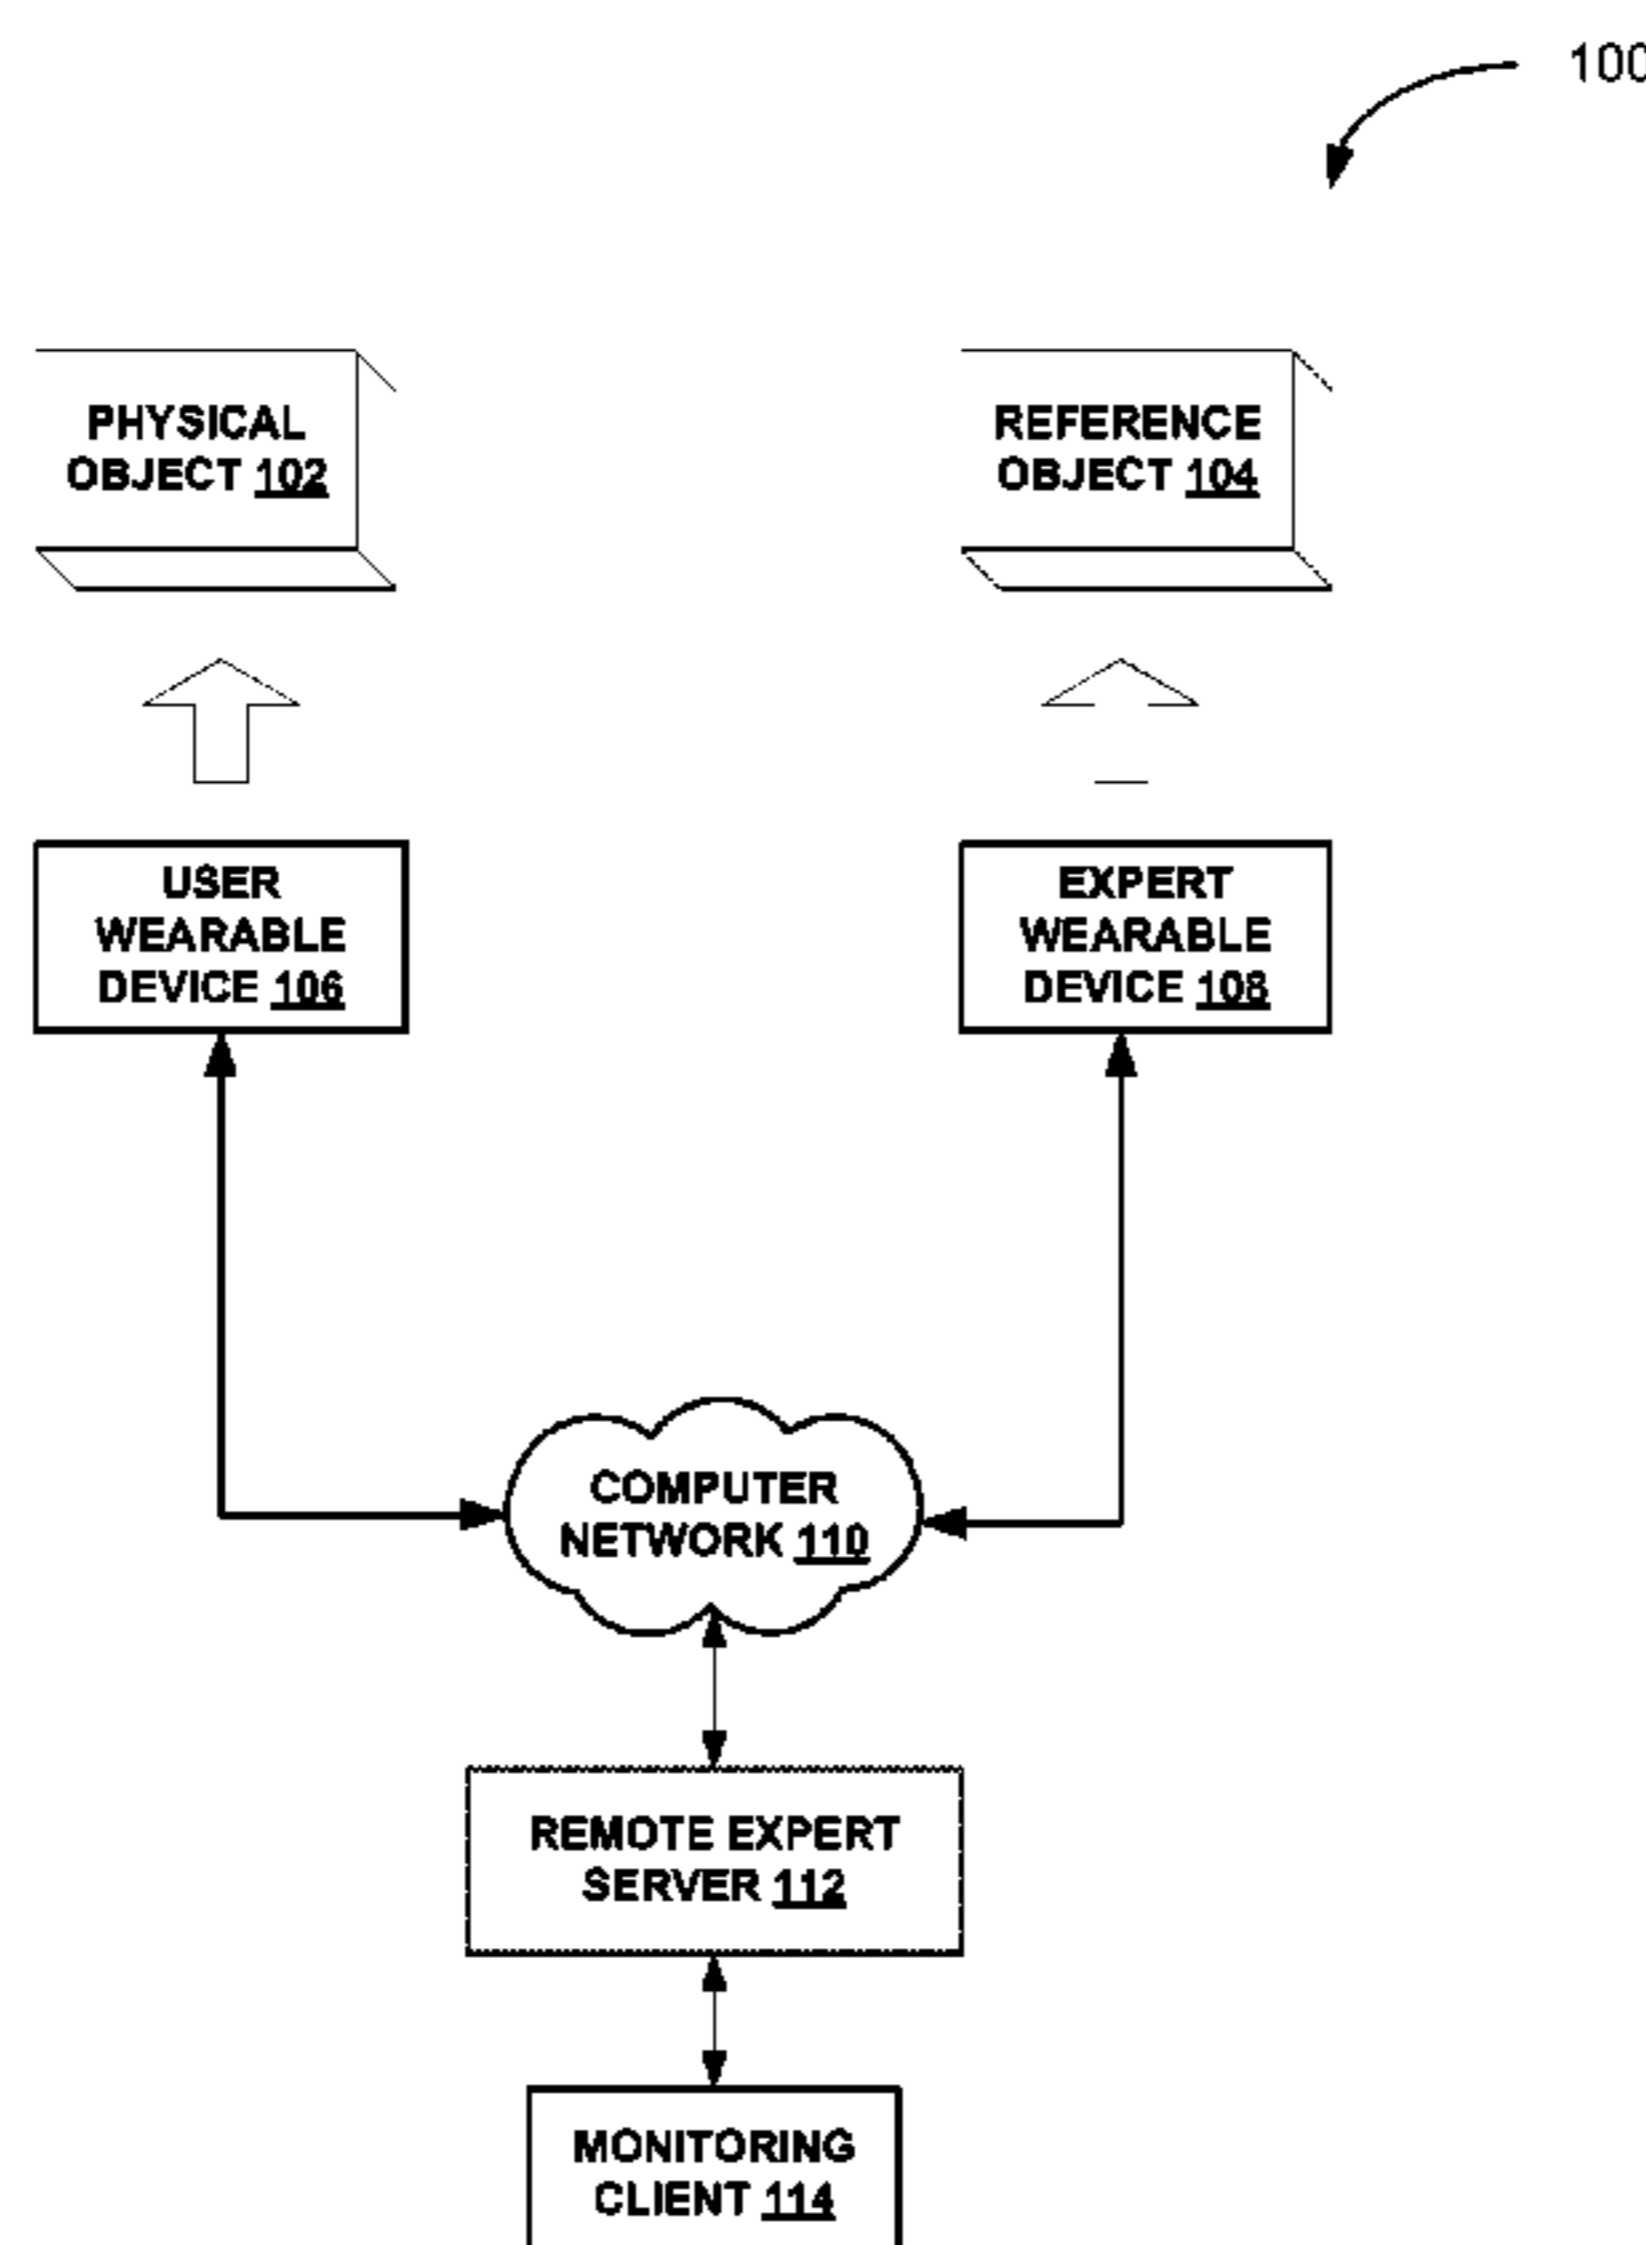 100
PHYSICAL
OBJECT 102
REFERENCE
OBJECT 104
USER
WEARABLE
DEVICE 106
EXPERT
WEARABLE
DEVICE 108
COMPUTER
NETWORK 110
REMOTE EXPERT
SERVER 112
MONITORING
CLIENT 114